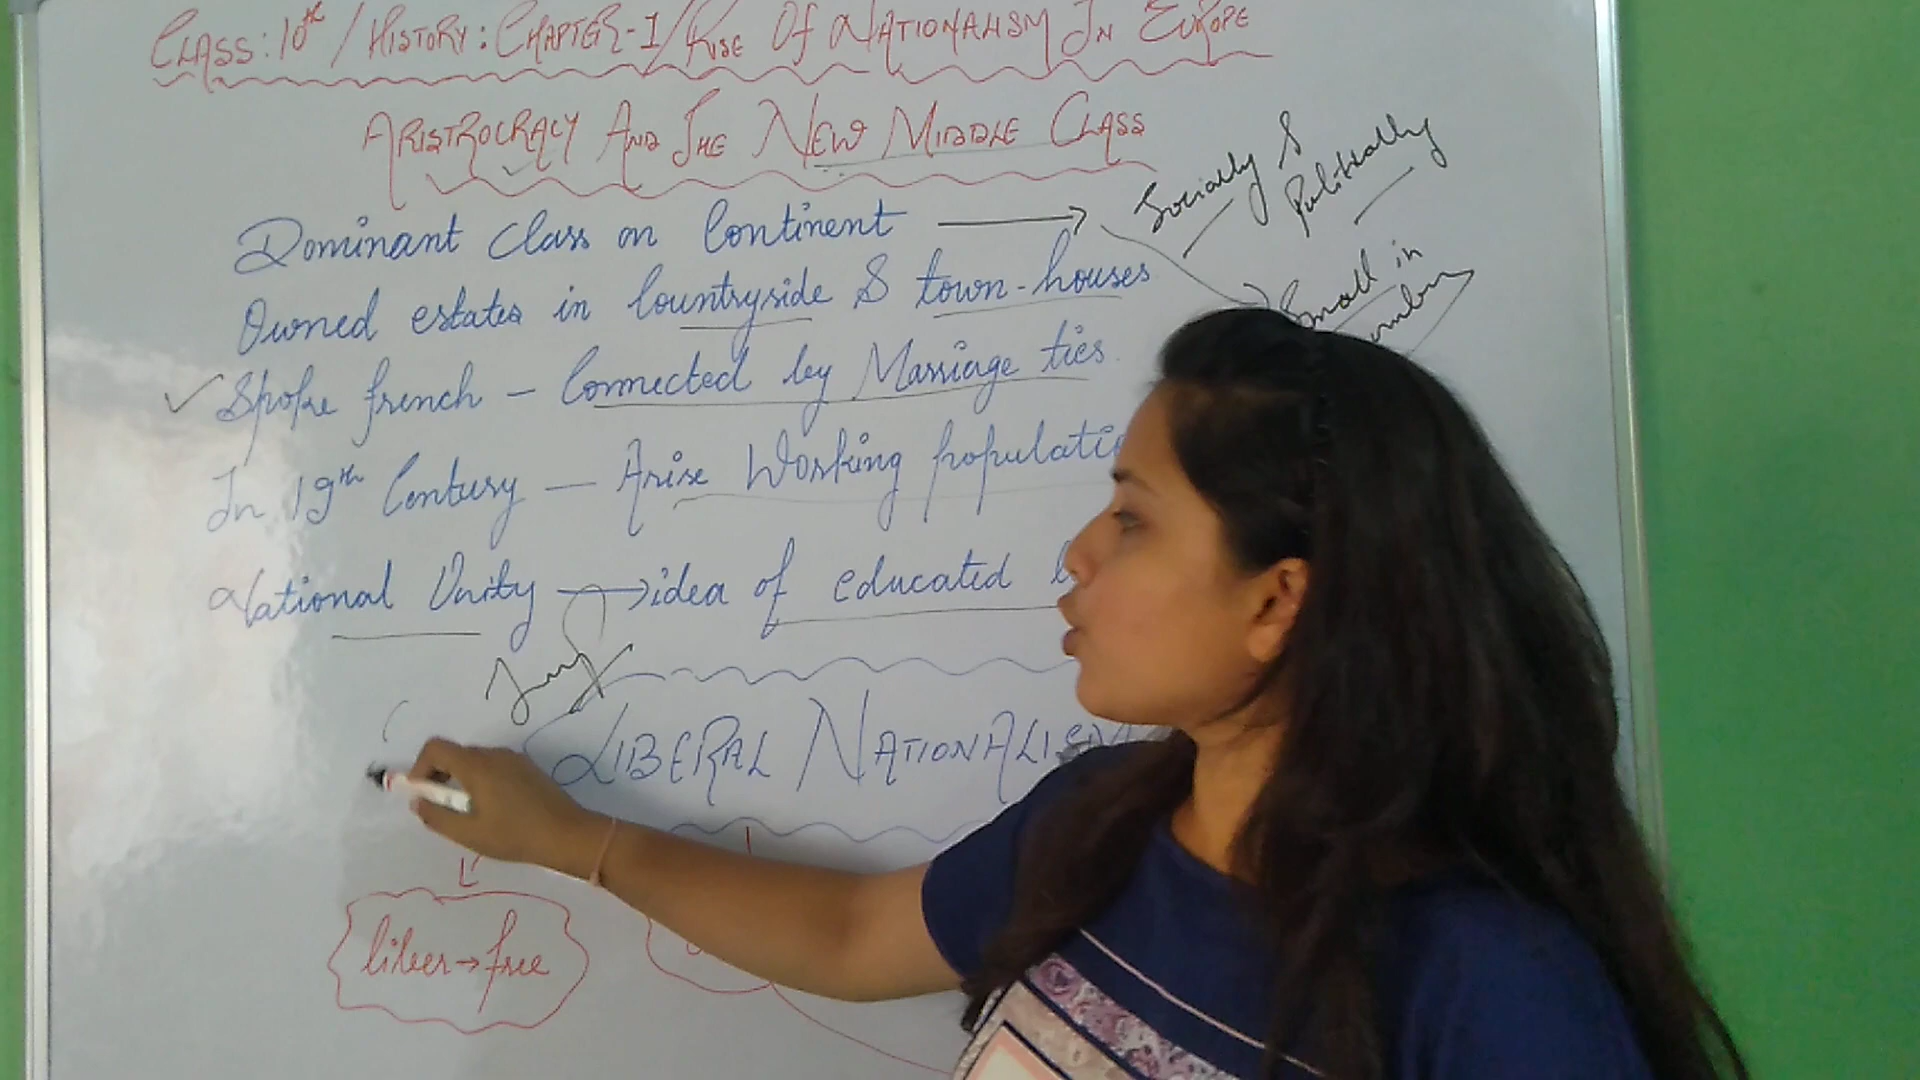 CLASS: 10th / HISTORY: CHAPTER-1 / RISE OF NATIONALISM IN EUROPE
ARISTROCRACY AND THE NEW MIDDLE CLASS
Dominant Class on Continent → Socially & Politically
Small in number
Owned estates in Countryside & town-houses
✓ Spoke french - Connected by Marriage ties
In 19th Century — Arise Working
National Unity → idea of educated
LIBERAL NATIONALISM
liber → free